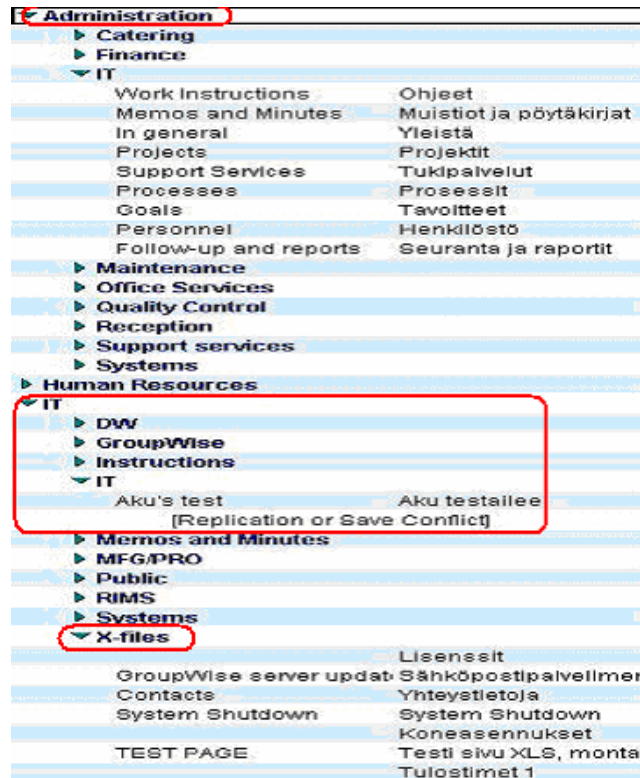 Administration
Catering
Finance
IT
Work Instructions Ohjeet
Memos and Minutes Muistiot ja pöytäkirjat
In general Yleistä
Projects Projektit
Support Services Tukipalvelut
Processes Prosessit
Goals Tavoitteet
Personnel Henkilöstö
Follow-up and reports Seuranta ja raportit
Maintenance
Office Services
Quality Control
Reception
Support services
Systems
Human Resources
IT
DW
GroupWise
Instructions
IT
Aku's test Aku testailee
[Replication or Save Conflict]
Memos and Minutes
MFG/PRO
Public
RIMS
Systems
X-files
Lisenssit
GroupWise server updat Sähköpostipalvelimer
Contacts Yhteystietoja
System Shutdown System Shutdown
Koneasennukset
TEST PAGE Testi sivu XLS, monta
Tulostimet 1